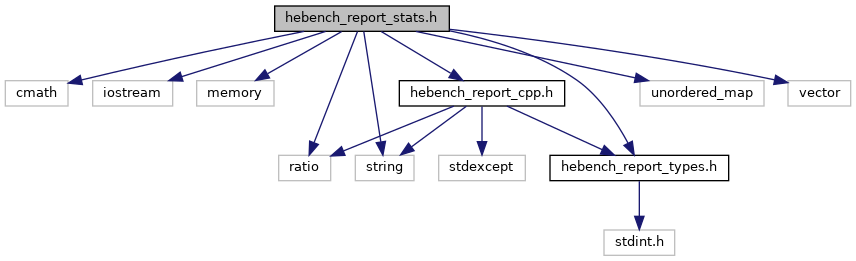 hebench_report_stats.h
cmath
iostream
memory
hebench_report_cpp.h
unordered_map
vector
ratio
string
stdexcept
hebench_report_types.h
stdint.h